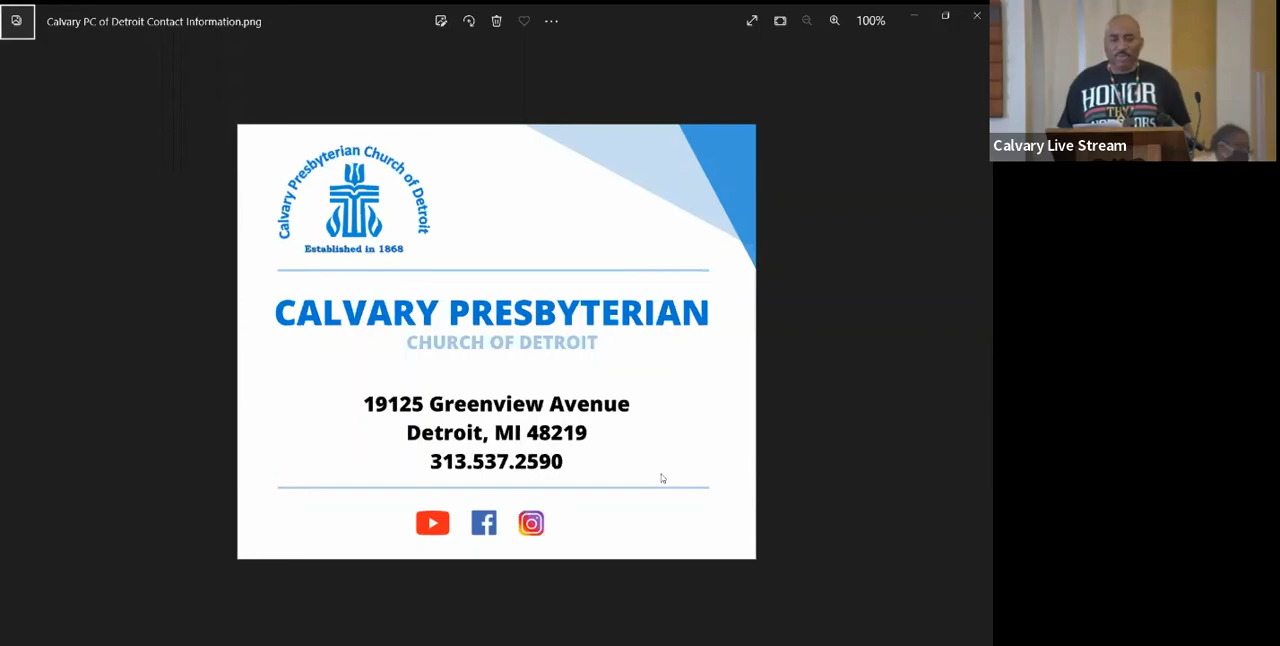 Calvary PC of Detroit Contact Information.png
100%
Calvary Presbyterian Church of Detroit
Established in 1868
CALVARY PRESBYTERIAN
CHURCH OF DETROIT
19125 Greenview Avenue
Detroit, MI 48219
313.537.2590
HONOR
THY
Calvary Live Stream